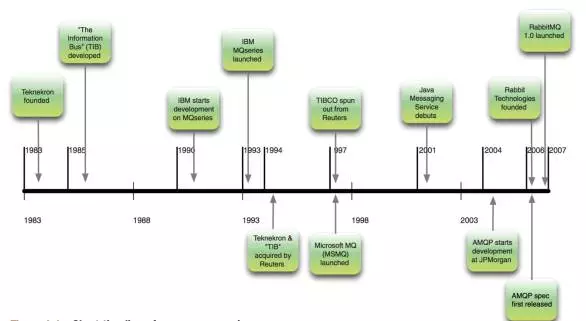 "The
Information
Bus" (TIB)
developed
RabbitMQ
1.0 launched
IBM
MQseries
launched
Teknekron
founded
IBM starts
development
on MQseries
TIBCO spun
out from
Reuters
Java
Messaging
Service
debuts
Rabbit
Technologies
founded
1983
1985
1990
1993
1994
1997
2001
2004
2006
2007
1983
1988
1993
1998
2003
Teknekron &
"TIB"
acquired by
Reuters
Microsoft MQ
(MSMQ)
launched
AMQP starts
development
at JPMorgan
AMQP spec
first released